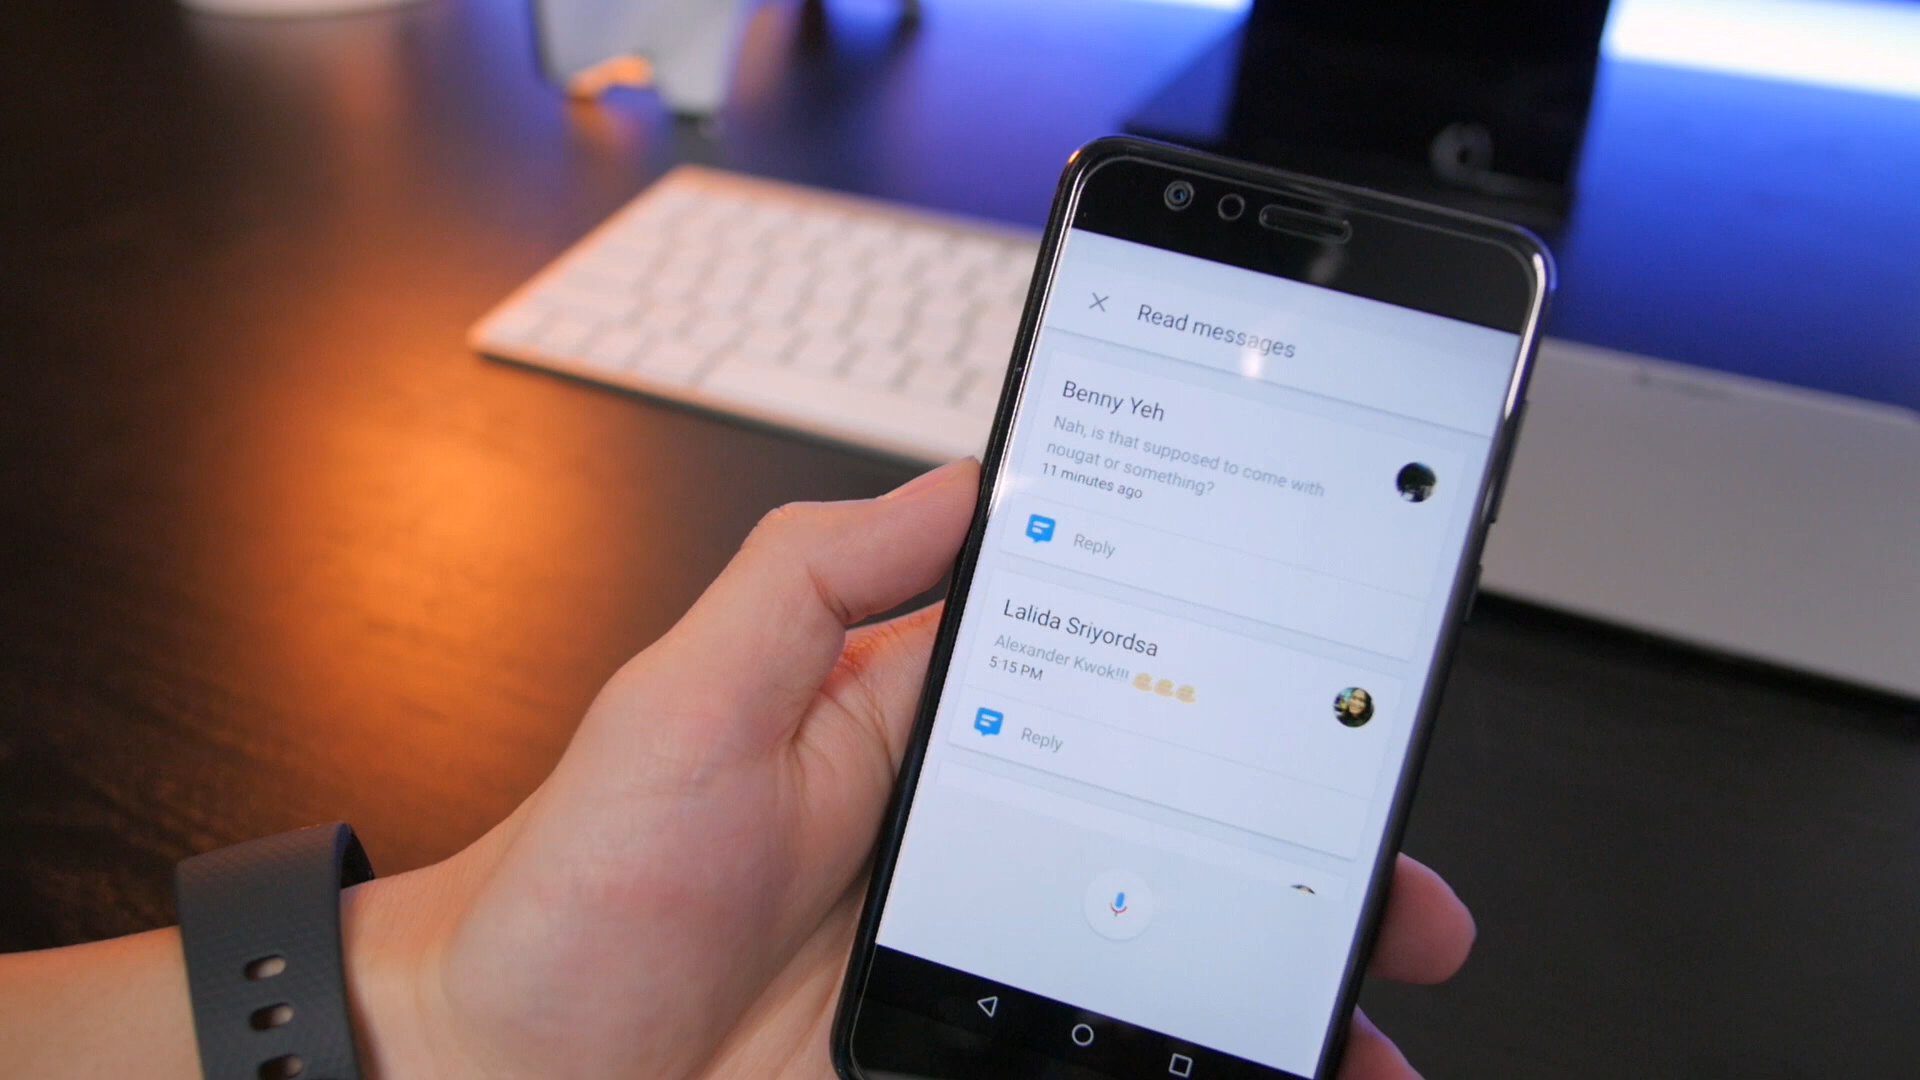 Read messages
Benny Yeh
Nah, is that supposed to come with
nougat or something?
11 minutes ago
Reply
Lalida Sriyordsa
Alexander Kwok!!! 💪💪💪
5:15 PM
Reply